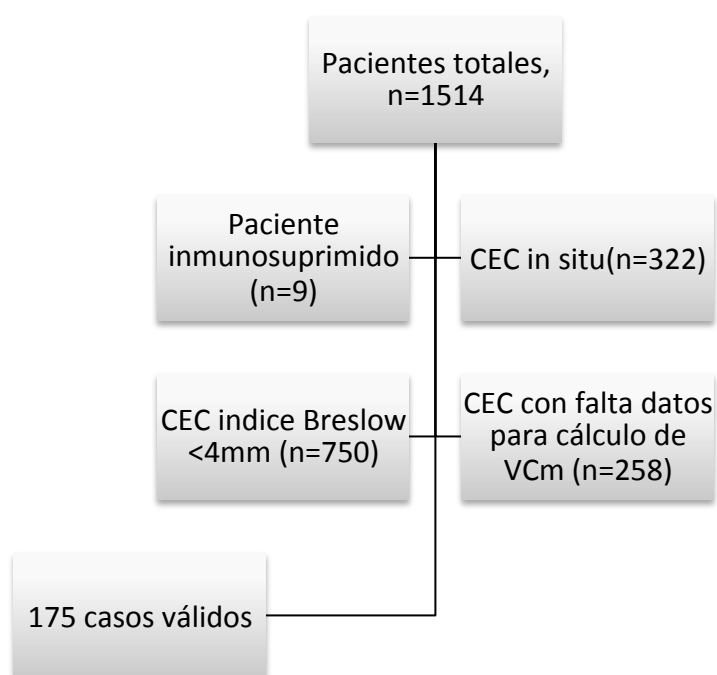 Pacientes totales,
n=1514
Paciente
inmunosuprimido
(n=9)
CEC in situ(n=322)
CEC indice Breslow
<4mm (n=750)
CEC con falta datos
para cálculo de
VCm (n=258)
175 casos válidos